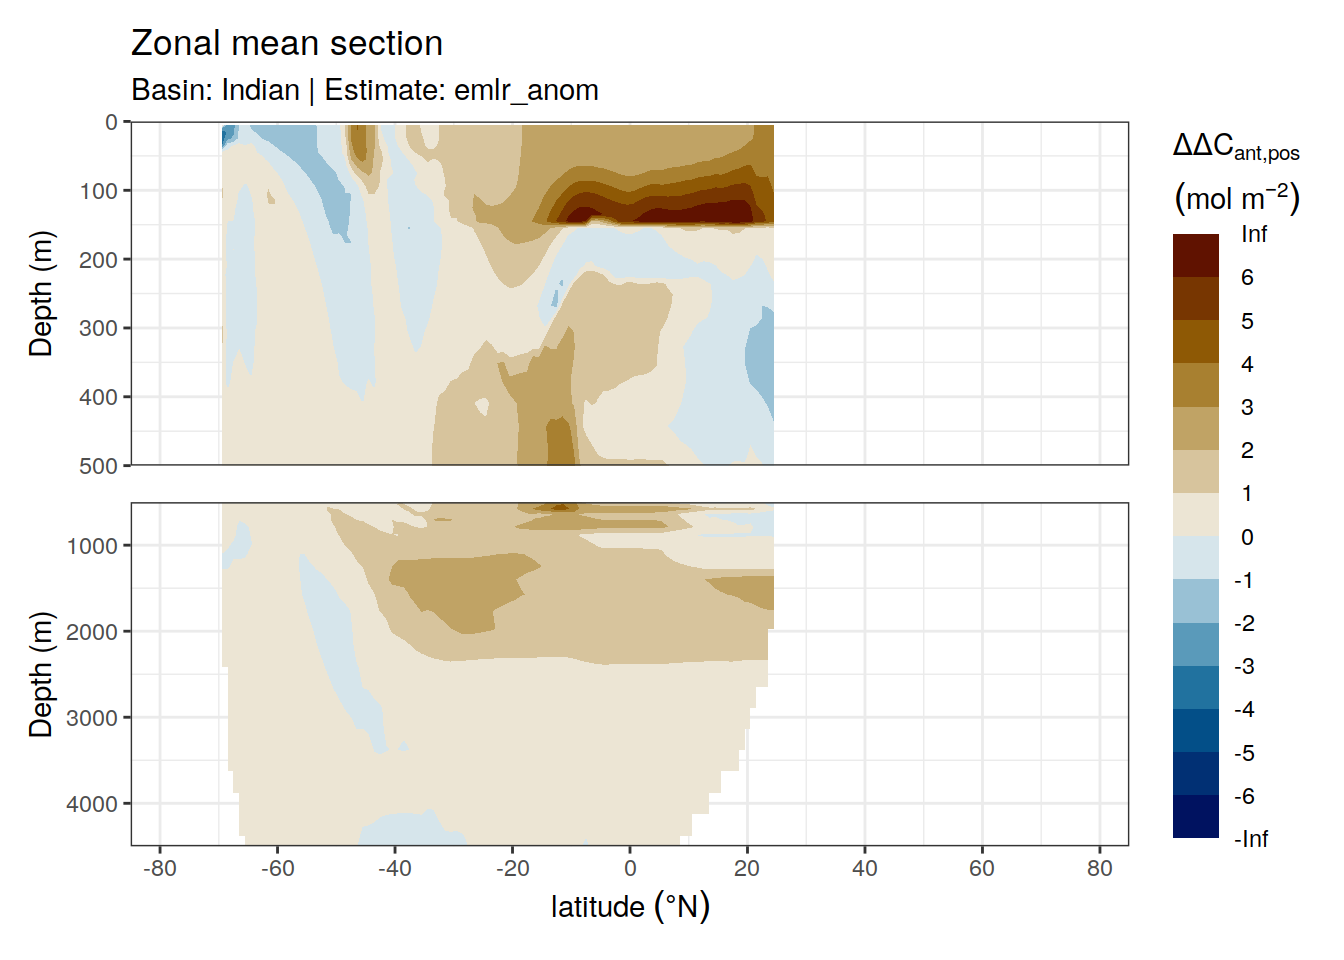 Zonal mean section
Basin: Indian | Estimate: emlr_anom
Depth (m)
0
100
200
300
400
500
Depth (m)
1000
2000
3000
4000
-80 -60 -40 -20 0 20 40 60 80
latitude (°N)
ΔΔCant,pos
(mol m−2)
Inf
6
5
4
3
2
1
0
-1
-2
-3
-4
-5
-6
-Inf